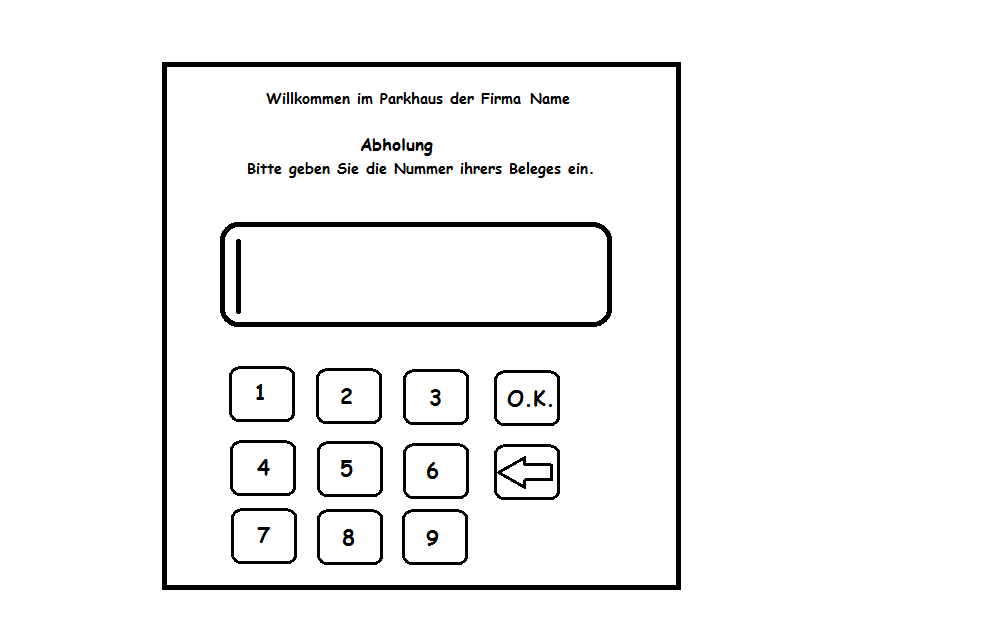 Willkommen im Parkhaus der Firma Name
Abholung
Bitte geben Sie die Nummer ihrers Beleges ein.
1 2 3 O.K.
4 5 6
7 8 9